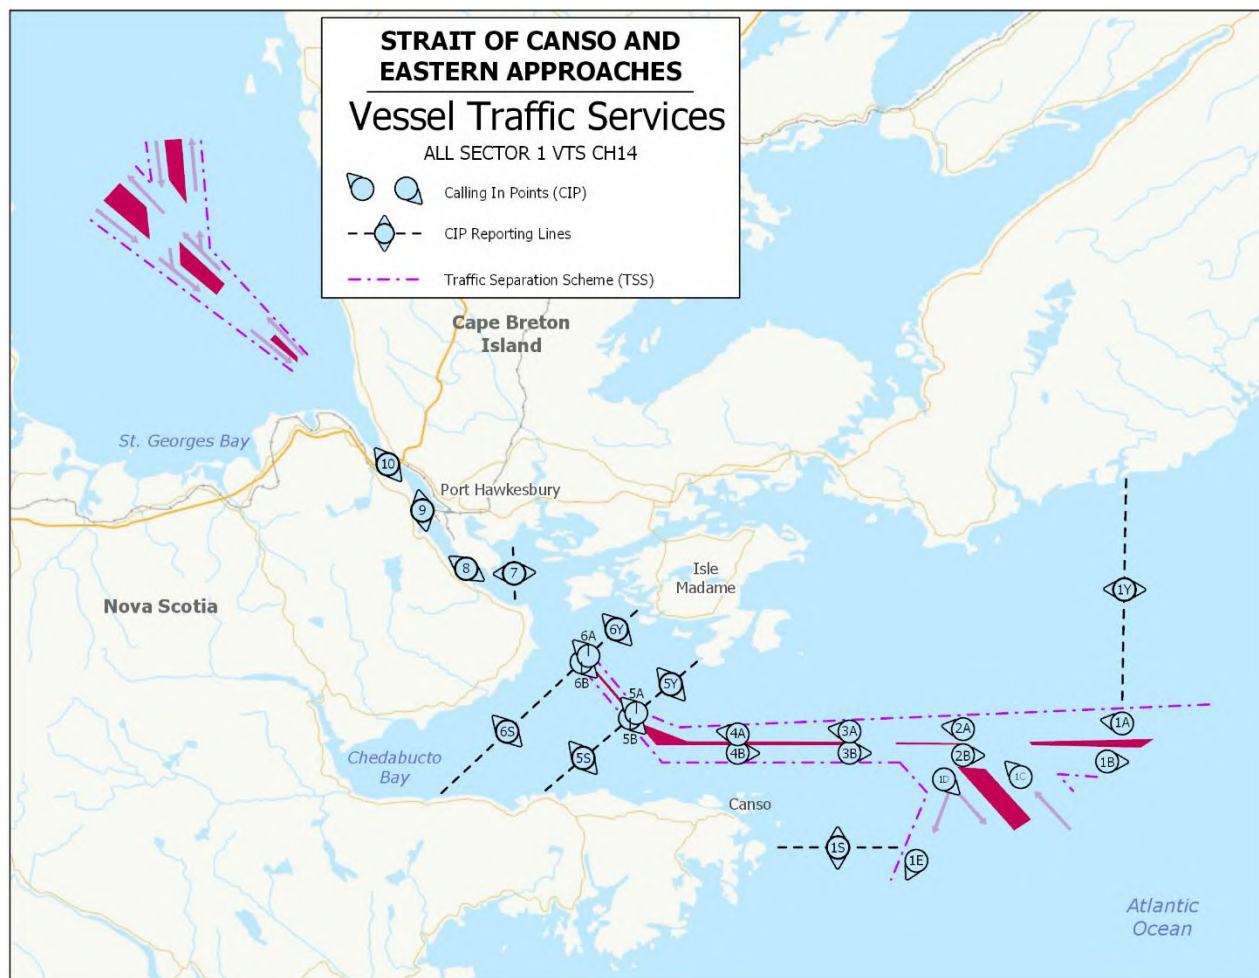 STRAIT OF CANSO AND
EASTERN APPROACHES
Vessel Traffic Services
ALL SECTOR 1 VTS CH14
Calling In Points (CIP)
CIP Reporting Lines
Traffic Separation Scheme (TSS)
Cape Breton
Island
St. Georges Bay
10
Port Hawkesbury
9
8
7
Isle
Madame
Nova Scotia
1Y
6Y
6A
6B
5Y
5A
5B
6S
5S
4A
4B
3A
3B
2A
2B
1A
1B
1D
1C
Chedabucto
Bay
Canso
1S
1E
Atlantic
Ocean